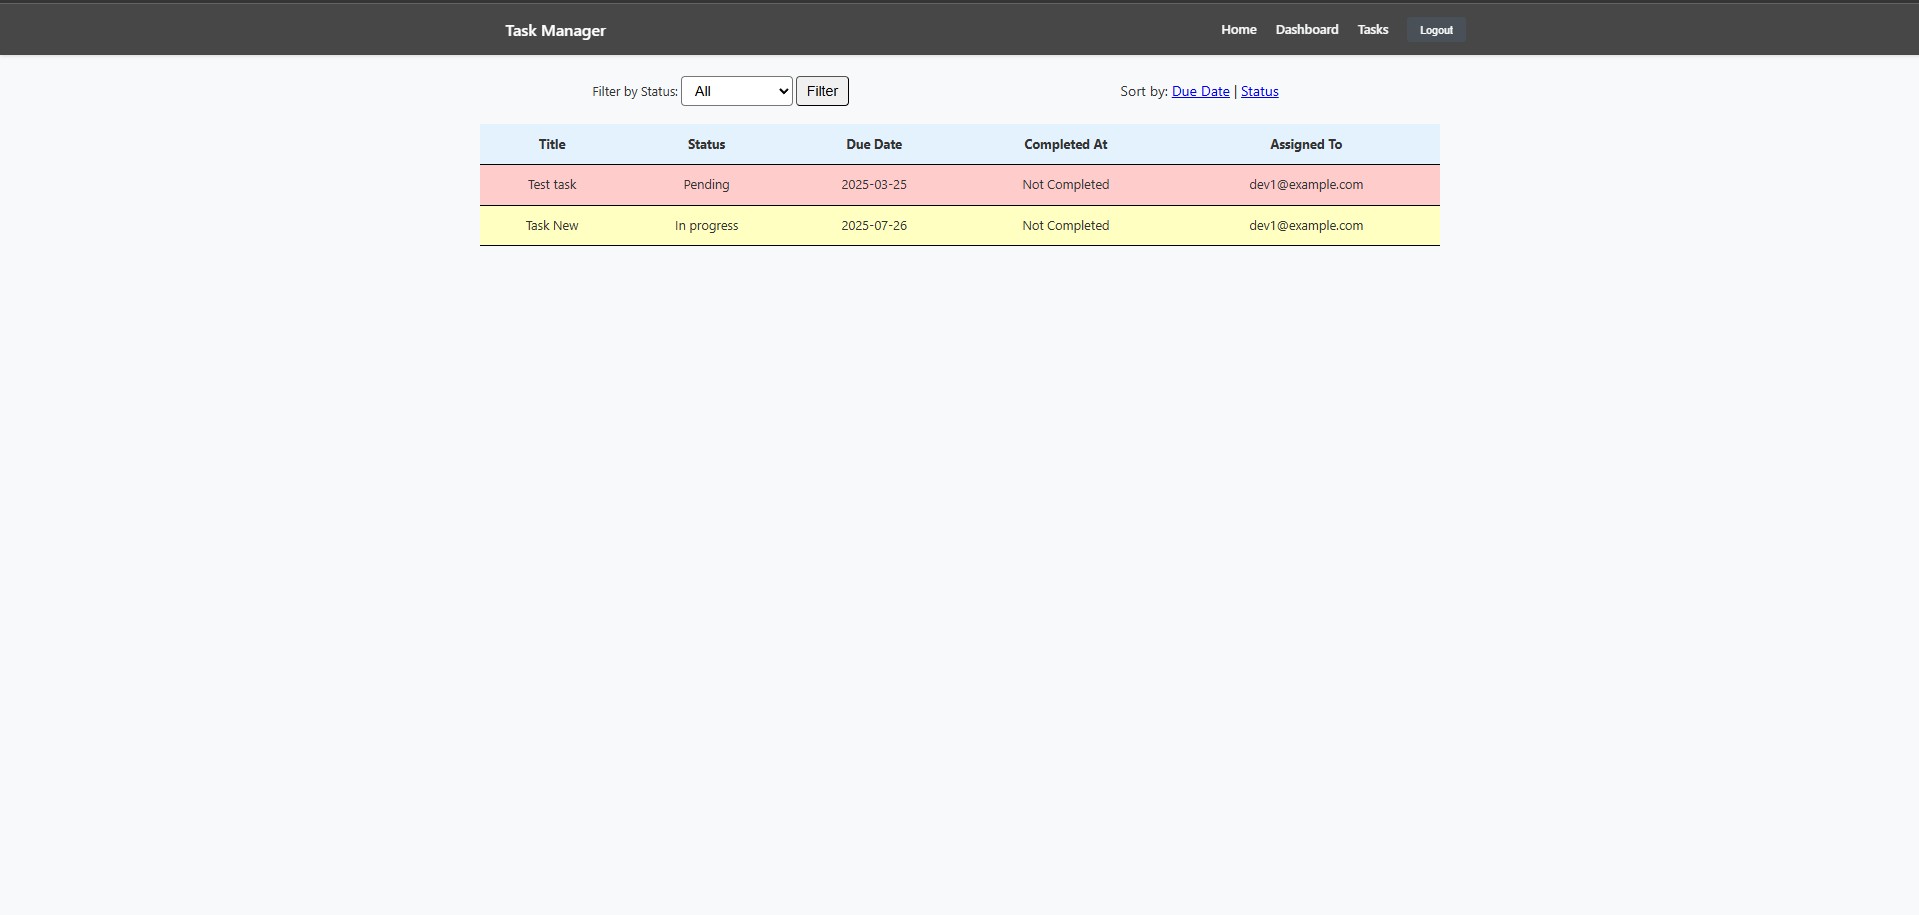 Task Manager Home Dashboard Tasks Logout
Filter by Status: All Filter Sort by: Due Date | Status
Title Status Due Date Completed At Assigned To
Test task Pending 2025-03-25 Not Completed dev1@example.com
Task New In progress 2025-07-26 Not Completed dev1@example.com